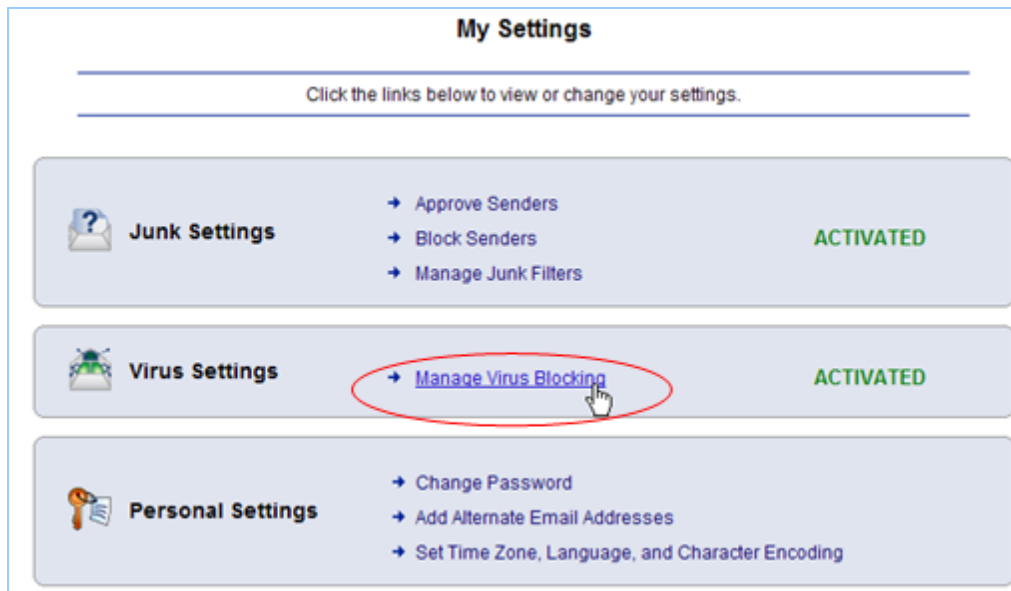 My Settings
Click the links below to view or change your settings.
Junk Settings
Approve Senders
Block Senders
Manage Junk Filters
ACTIVATED
Virus Settings
Manage Virus Blocking
ACTIVATED
Personal Settings
Change Password
Add Alternate Email Addresses
Set Time Zone, Language, and Character Encoding